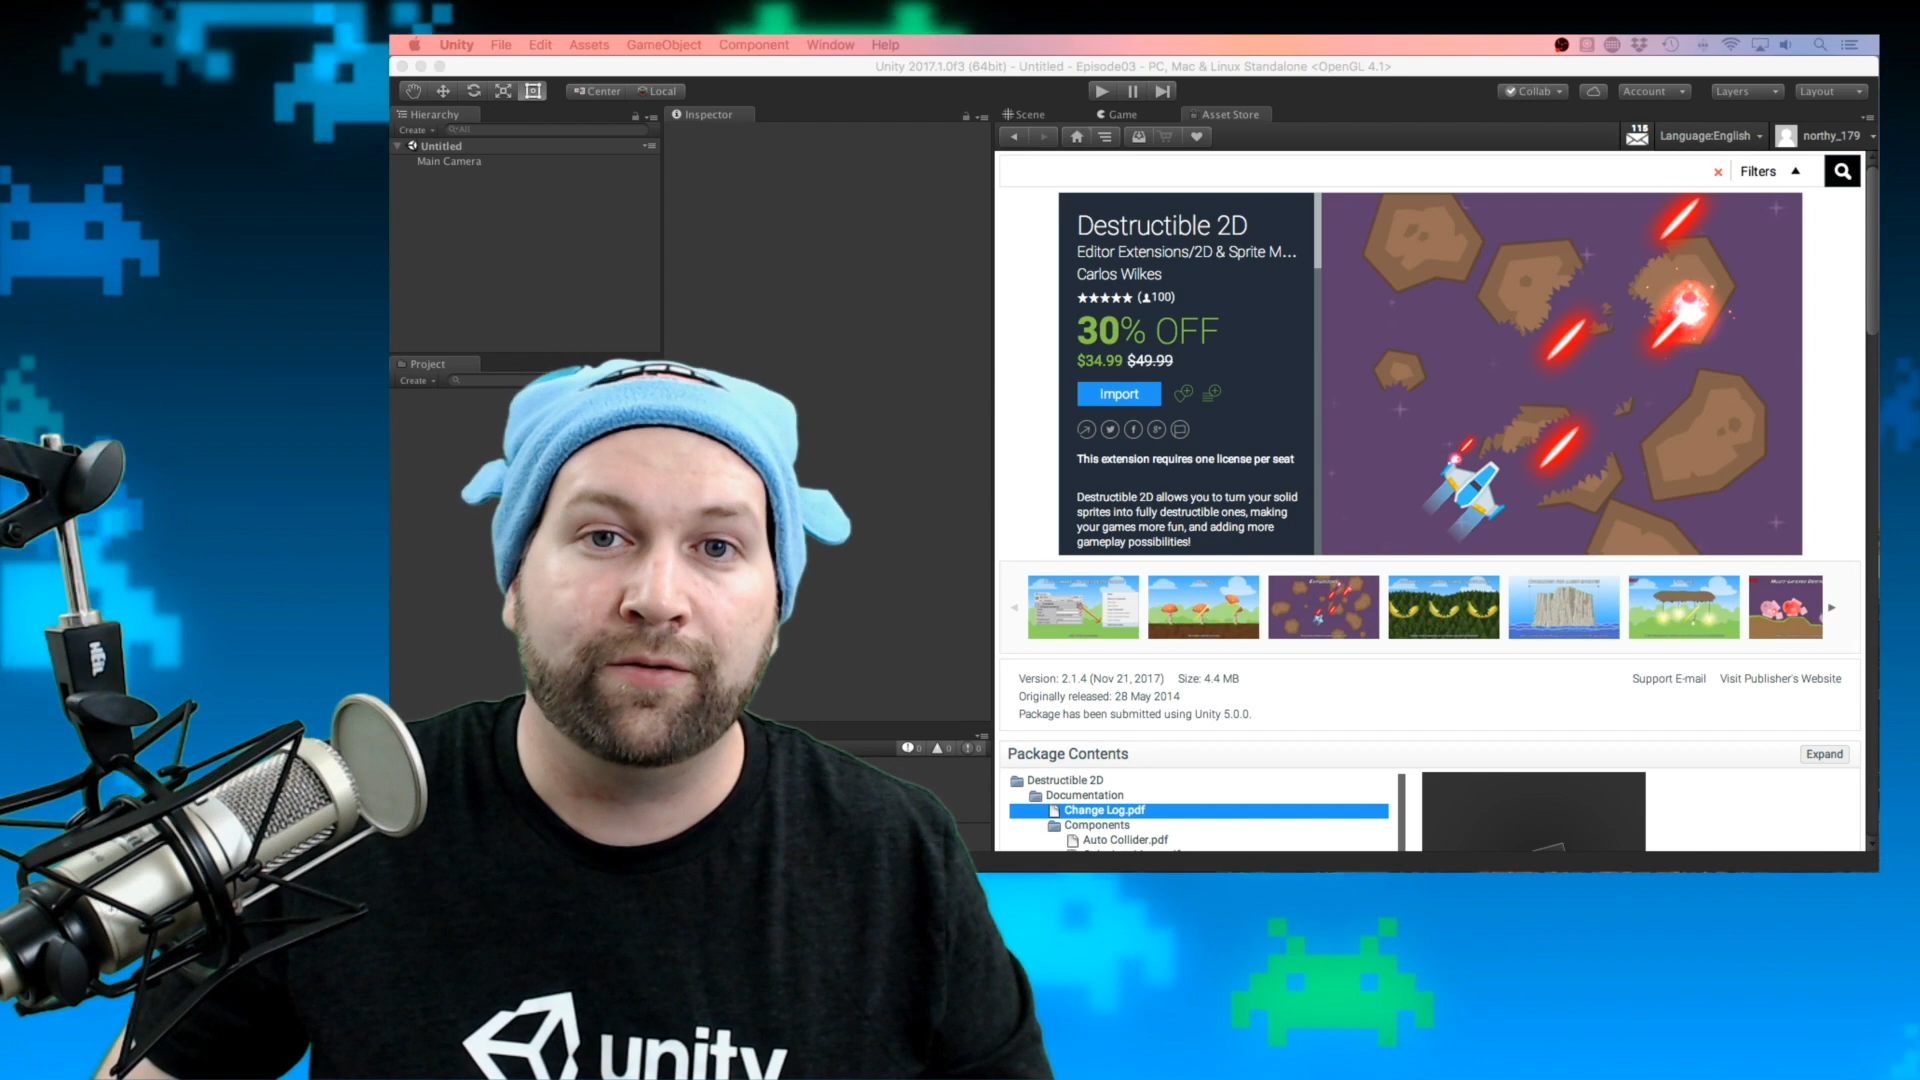 Unity File Edit Assets GameObject Component Window Help
Unity 2017.1.0f3 (64bit) - Untitled - Episode03 - PC, Mac & Linux Standalone <OpenGL 4.1>
Center Local
Collab Account Layers Layout
Hierarchy
Inspector
Scene Game Asset Store
Create All
Untitled
Main Camera
116
Language:English
northy_179
Filters
Destructible 2D
Editor Extensions/2D & Sprite M...
Carlos Wilkes
(100)
30% OFF
$34.99 $49.99
Import
This extension requires one license per seat
Destructible 2D allows you to turn your solid
sprites into fully destructible ones, making
your games more fun, and adding more
gameplay possibilities!
Project
Create
Version: 2.1.4 (Nov 21, 2017) Size: 4.4 MB
Support E-mail Visit Publisher's Website
Originally released: 28 May 2014
Package has been submitted using Unity 5.0.0.
0 0 0
Package Contents
Expand
Destructible 2D
Documentation
Change Log.pdf
Components
Auto Collider.pdf
unity